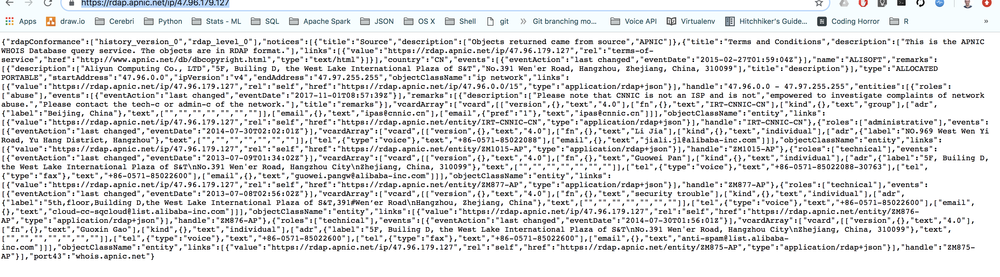 https://rdap.apnic.net/ip/47.96.179.127
Apps draw.io Cerebri Python Stats - ML SQL Apache Spark JSON OS X Shell git Git branching mo... Voice API Virtualenv Hitchhiker's Guide... Coding Horror R »
{"rdapConformance":["history_version_0","rdap_level_0"],"notices":[{"title":"Source","description":["Objects returned came from source","APNIC"]},{"title":"Terms and Conditions","description":["This is the APNIC
WHOIS Database query service. The objects are in RDAP format."],"links":[{"value":"https://rdap.apnic.net/ip/47.96.179.127","rel":"terms-of-
service","href":"http://www.apnic.net/db/dbcopyright.html","type":"text/html"}]}],"country":"CN","events":[{"eventAction":"last changed","eventDate":"2015-02-27T01:59:04Z"}],"name":"ALISOFT","remarks":
[{"description":["Aliyun Computing Co., LTD","5F, Builing D, the West Lake International Plaza of S&T","No.391 Wen'er Road, Hangzhou, Zhejiang, China, 310099"],"title":"description"}],"type":"ALLOCATED
PORTABLE","startAddress":"47.96.0.0","ipVersion":"v4","endAddress":"47.97.255.255","objectClassName":"ip network","links":
[{"value":"https://rdap.apnic.net/ip/47.96.179.127","rel":"self","href":"https://rdap.apnic.net/ip/47.96.0.0/15","type":"application/rdap+json"}],"handle":"47.96.0.0 - 47.97.255.255","entities":[{"roles":
["abuse"],"events":[{"eventAction":"last changed","eventDate":"2017-11-01T08:57:39Z"}],"remarks":[{"description":["Please note that CNNIC is not an ISP and is not","empowered to investigate complaints of network
abuse.","Please contact the tech-c or admin-c of the network."],"title":"remarks"}],"vcardArray":["vcard",[["version",{},"text","4.0"],["fn",{},"text","IRT-CNNIC-CN"],["kind",{},"text","group"],["adr",
{"label":"Beijing, China"},"text",["","","","","","",""]],["email",{},"text","ipas@cnnic.cn"],["email",{"pref":"1"},"text","ipas@cnnic.cn"]]],"objectClassName":"entity","links":
[{"value":"https://rdap.apnic.net/ip/47.96.179.127","rel":"self","href":"https://rdap.apnic.net/entity/IRT-CNNIC-CN","type":"application/rdap+json"}],"handle":"IRT-CNNIC-CN"},{"roles":["administrative"],"events":
[{"eventAction":"last changed","eventDate":"2014-07-30T02:02:01Z"}],"vcardArray":["vcard",[["version",{},"text","4.0"],["fn",{},"text","Li Jia"],["kind",{},"text","individual"],["adr",{"label":"NO.969 West Wen Yi
Road, Yu Hang District, Hangzhou"},"text",["","","","","","",""]],["tel",{"type":"voice"},"text","+86-0571-85022088"],["email",{},"text","jiali.jl@alibaba-inc.com"]]],"objectClassName":"entity","links":
[{"value":"https://rdap.apnic.net/ip/47.96.179.127","rel":"self","href":"https://rdap.apnic.net/entity/ZM1015-AP","type":"application/rdap+json"}],"handle":"ZM1015-AP"},{"roles":["technical"],"events":
[{"eventAction":"last changed","eventDate":"2013-07-09T01:34:02Z"}],"vcardArray":["vcard",[["version",{},"text","4.0"],["fn",{},"text","Guowei Pan"],["kind",{},"text","individual"],["adr",{"label":"5F, Builing D,
the West Lake International Plaza of S&T\nNo.391 Wen'er Road, Hangzhou City\nZhejiang, China, 310099"},"text",["","","","","","",""]],["tel",{"type":"voice"},"text","+86-0571-85022088-30763"],["tel",
{"type":"fax"},"text","+86-0571-85022600"],["email",{},"text","guowei.pangw@alibaba-inc.com"]]],"objectClassName":"entity","links":
[{"value":"https://rdap.apnic.net/ip/47.96.179.127","rel":"self","href":"https://rdap.apnic.net/entity/ZM877-AP","type":"application/rdap+json"}],"handle":"ZM877-AP"},{"roles":["technical"],"events":
[{"eventAction":"last changed","eventDate":"2013-07-08T02:56:02Z"}],"vcardArray":["vcard",[["version",{},"text","4.0"],["fn",{},"text","security trouble"],["kind",{},"text","individual"],["adr",
{"label":"5th,floor,Building D,the West Lake International Plaza of S&T,391#Wen’er Road\nHangzhou, Zhejiang, China"},"text",["","","","","","",""]],["tel",{"type":"voice"},"text","+86-0571-85022600"],["email",
{},"text","cloud-cc-sqcloud@list.alibaba-inc.com"]]],"objectClassName":"entity","links":[{"value":"https://rdap.apnic.net/ip/47.96.179.127","rel":"self","href":"https://rdap.apnic.net/entity/ZM876-
AP","type":"application/rdap+json"}],"handle":"ZM876-AP"},{"roles":["technical"],"events":[{"eventAction":"last changed","eventDate":"2014-07-30T01:56:01Z"}],"vcardArray":["vcard",[["version",{},"text","4.0"],
["fn",{},"text","Guoxin Gao"],["kind",{},"text","individual"],["adr",{"label":"5F, Builing D, the West Lake International Plaza of S&T\nNo.391 Wen'er Road, Hangzhou City\nZhejiang, China, 310099"},"text",
["","","","","","",""]],["tel",{"type":"voice"},"text","+86-0571-85022600"],["tel",{"type":"fax"},"text","+86-0571-85022600"],["email",{},"text","anti-spam@list.alibaba-
inc.com"]]],"objectClassName":"entity","links":[{"value":"https://rdap.apnic.net/ip/47.96.179.127","rel":"self","href":"https://rdap.apnic.net/entity/ZM875-AP","type":"application/rdap+json"}],"handle":"ZM875-
AP"}],"port43":"whois.apnic.net"}